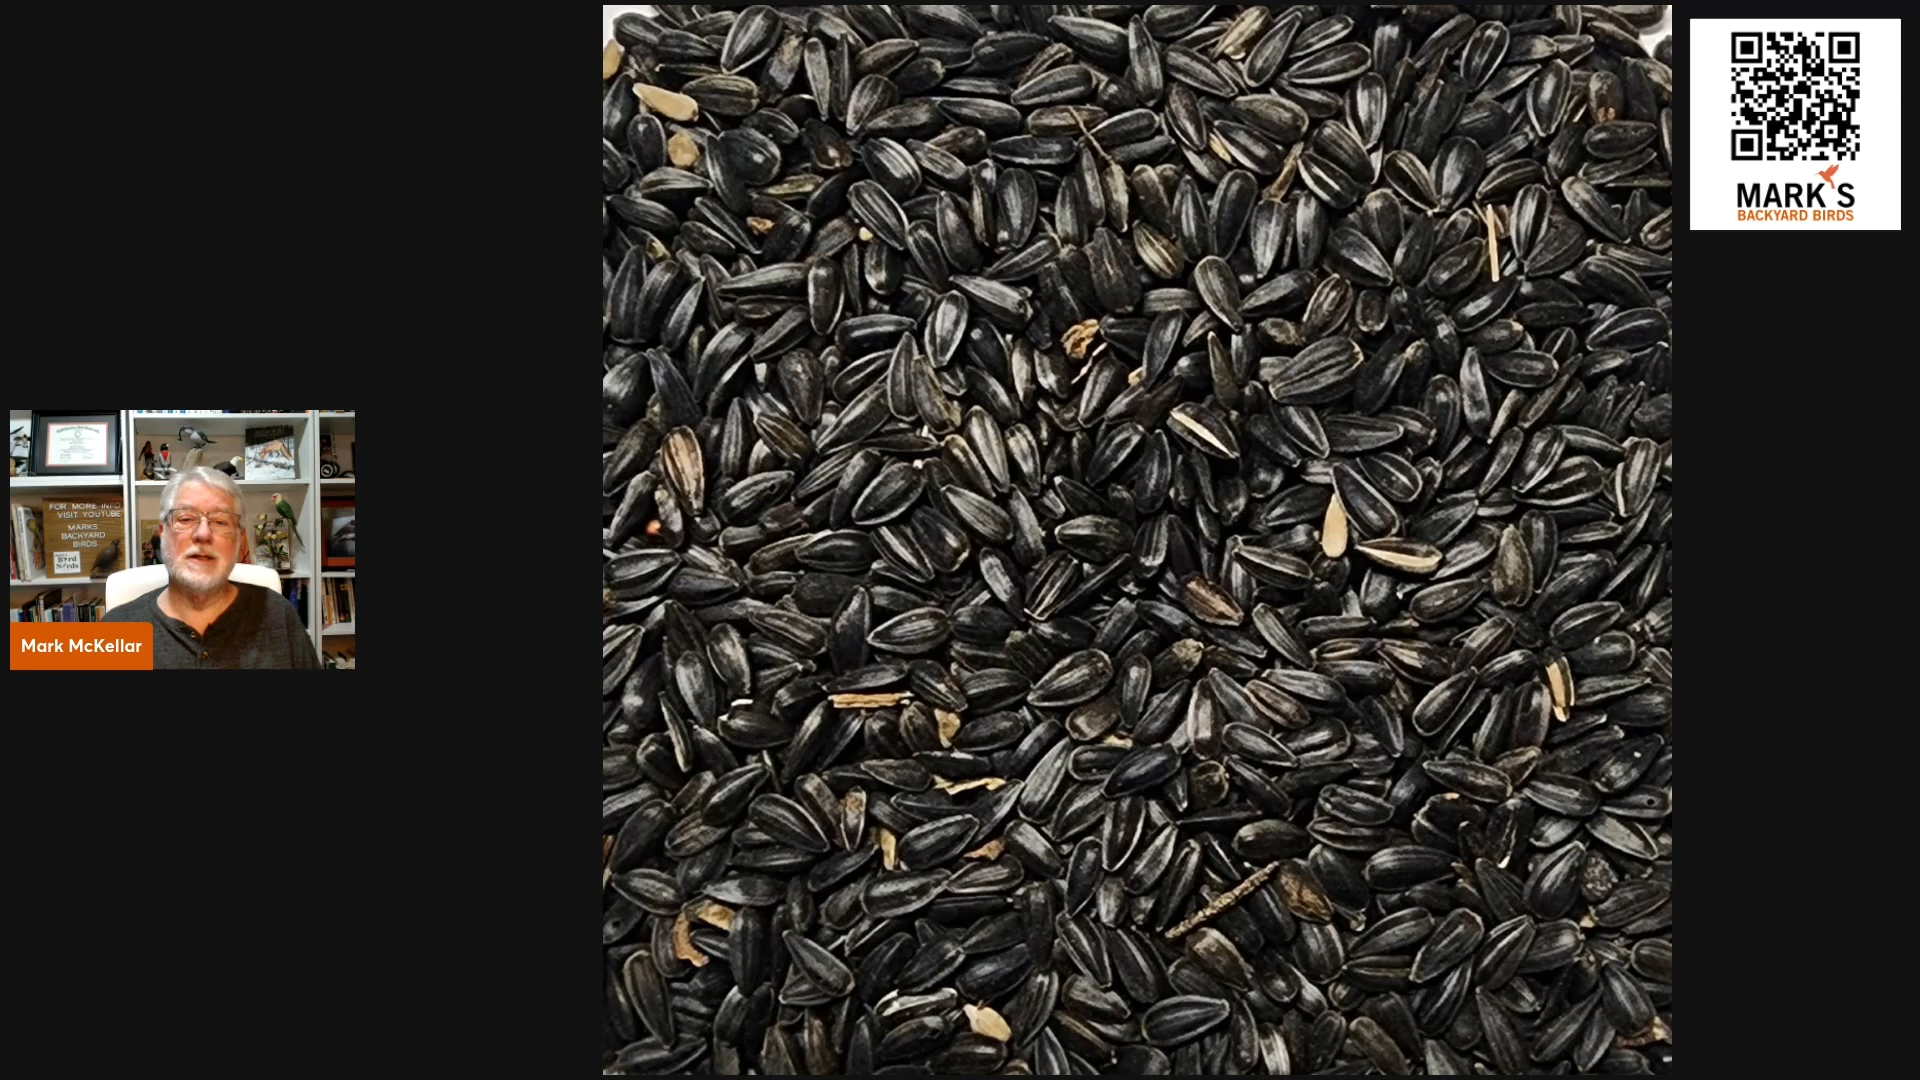 FOR MORE INFO
VISIT YOUTUBE
MARKS
BACKYARD
BIRDS
Mark McKellar
MARK'S
BACKYARD BIRDS